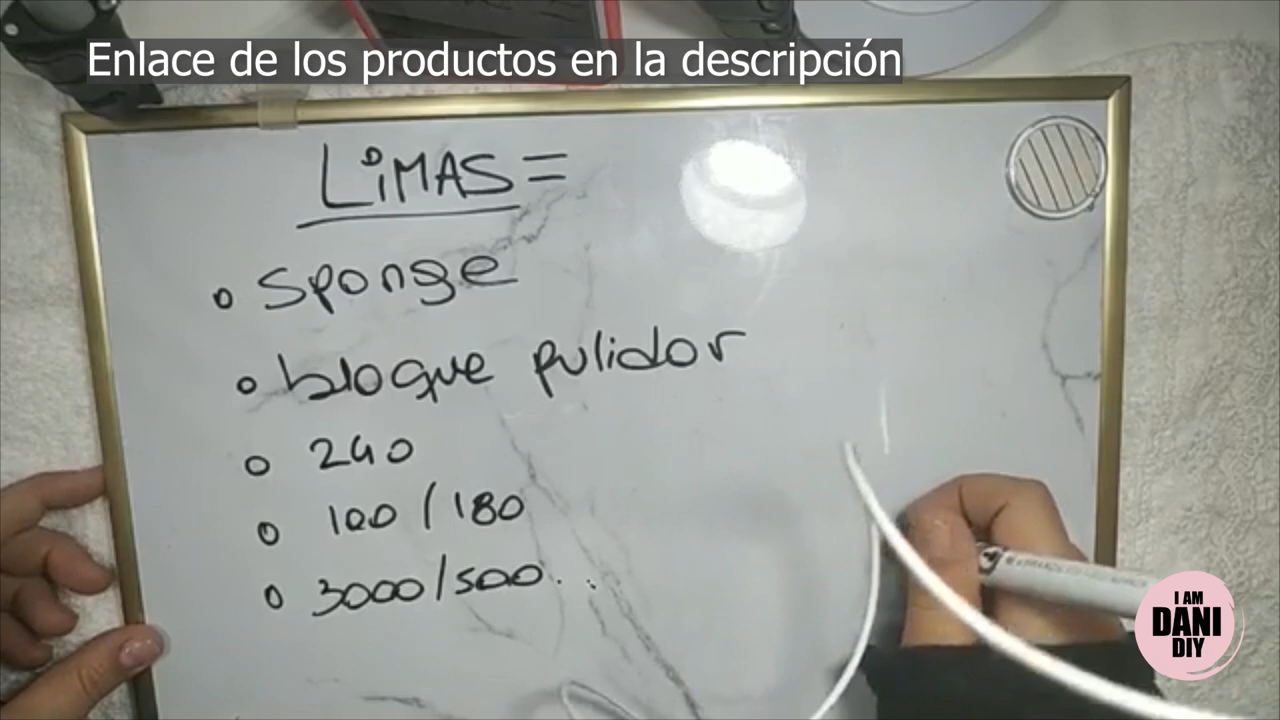 Enlace de los productos en la descripción
LiMAS =
• Sponge
• bloque pulidor
• 240
• 100 / 180
• 3000/500..
I AM
DANI
DIY